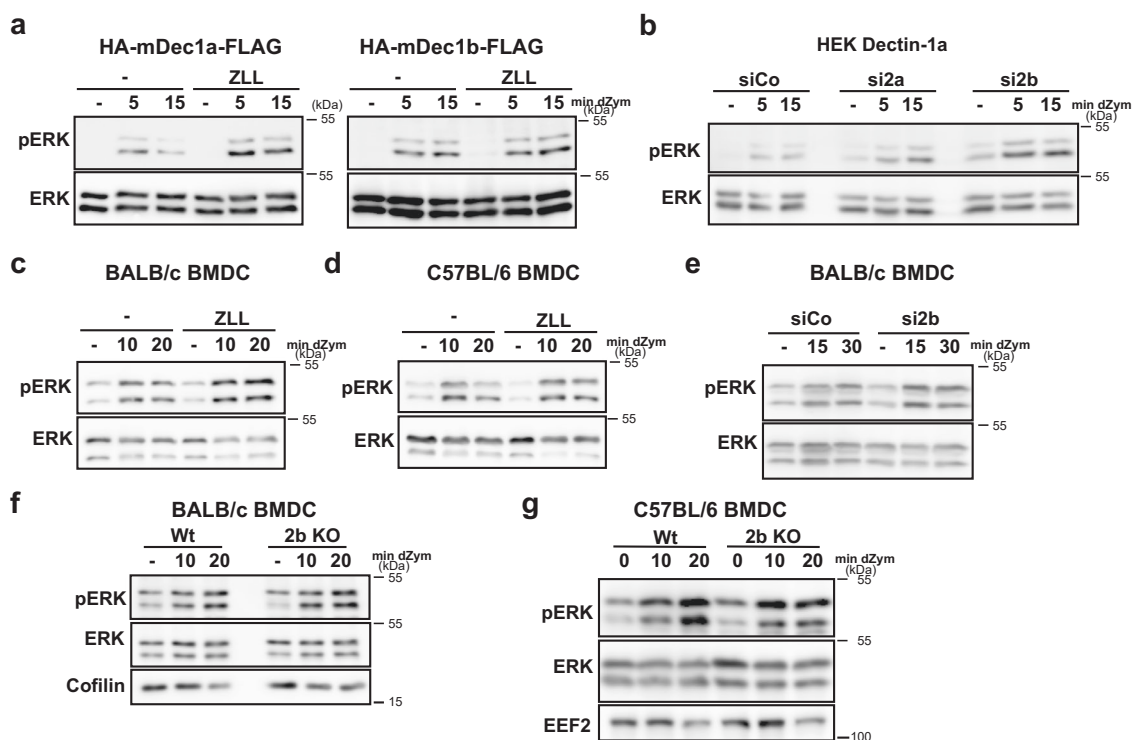 a
HA-mDec1a-FLAG
HA-mDec1b-FLAG
- ZLL - ZLL
- 5 15 - 5 15 (kDa) - 5 15 - 5 15 min dZym (kDa)
pERK
55
55
ERK
55
55
b
HEK Dectin-1a
siCo si2a si2b
- 5 15 - 5 15 - 5 15 min dZym (kDa)
pERK
55
ERK
55
c
BALB/c BMDC
- ZLL
- 10 20 - 10 20 min dZym (kDa)
pERK
55
ERK
55
d
C57BL/6 BMDC
- ZLL
- 10 20 - 10 20 min dZym (kDa)
pERK
55
ERK
55
e
BALB/c BMDC
siCo si2b
- 15 30 - 15 30 min dZym (kDa)
pERK
55
ERK
55
f
BALB/c BMDC
Wt 2b KO
- 10 20 - 10 20 min dZym (kDa)
pERK
55
ERK
55
Cofilin
15
g
C57BL/6 BMDC
Wt 2b KO
0 10 20 0 10 20 min dZym (kDa)
pERK
55
ERK
55
EEF2
100